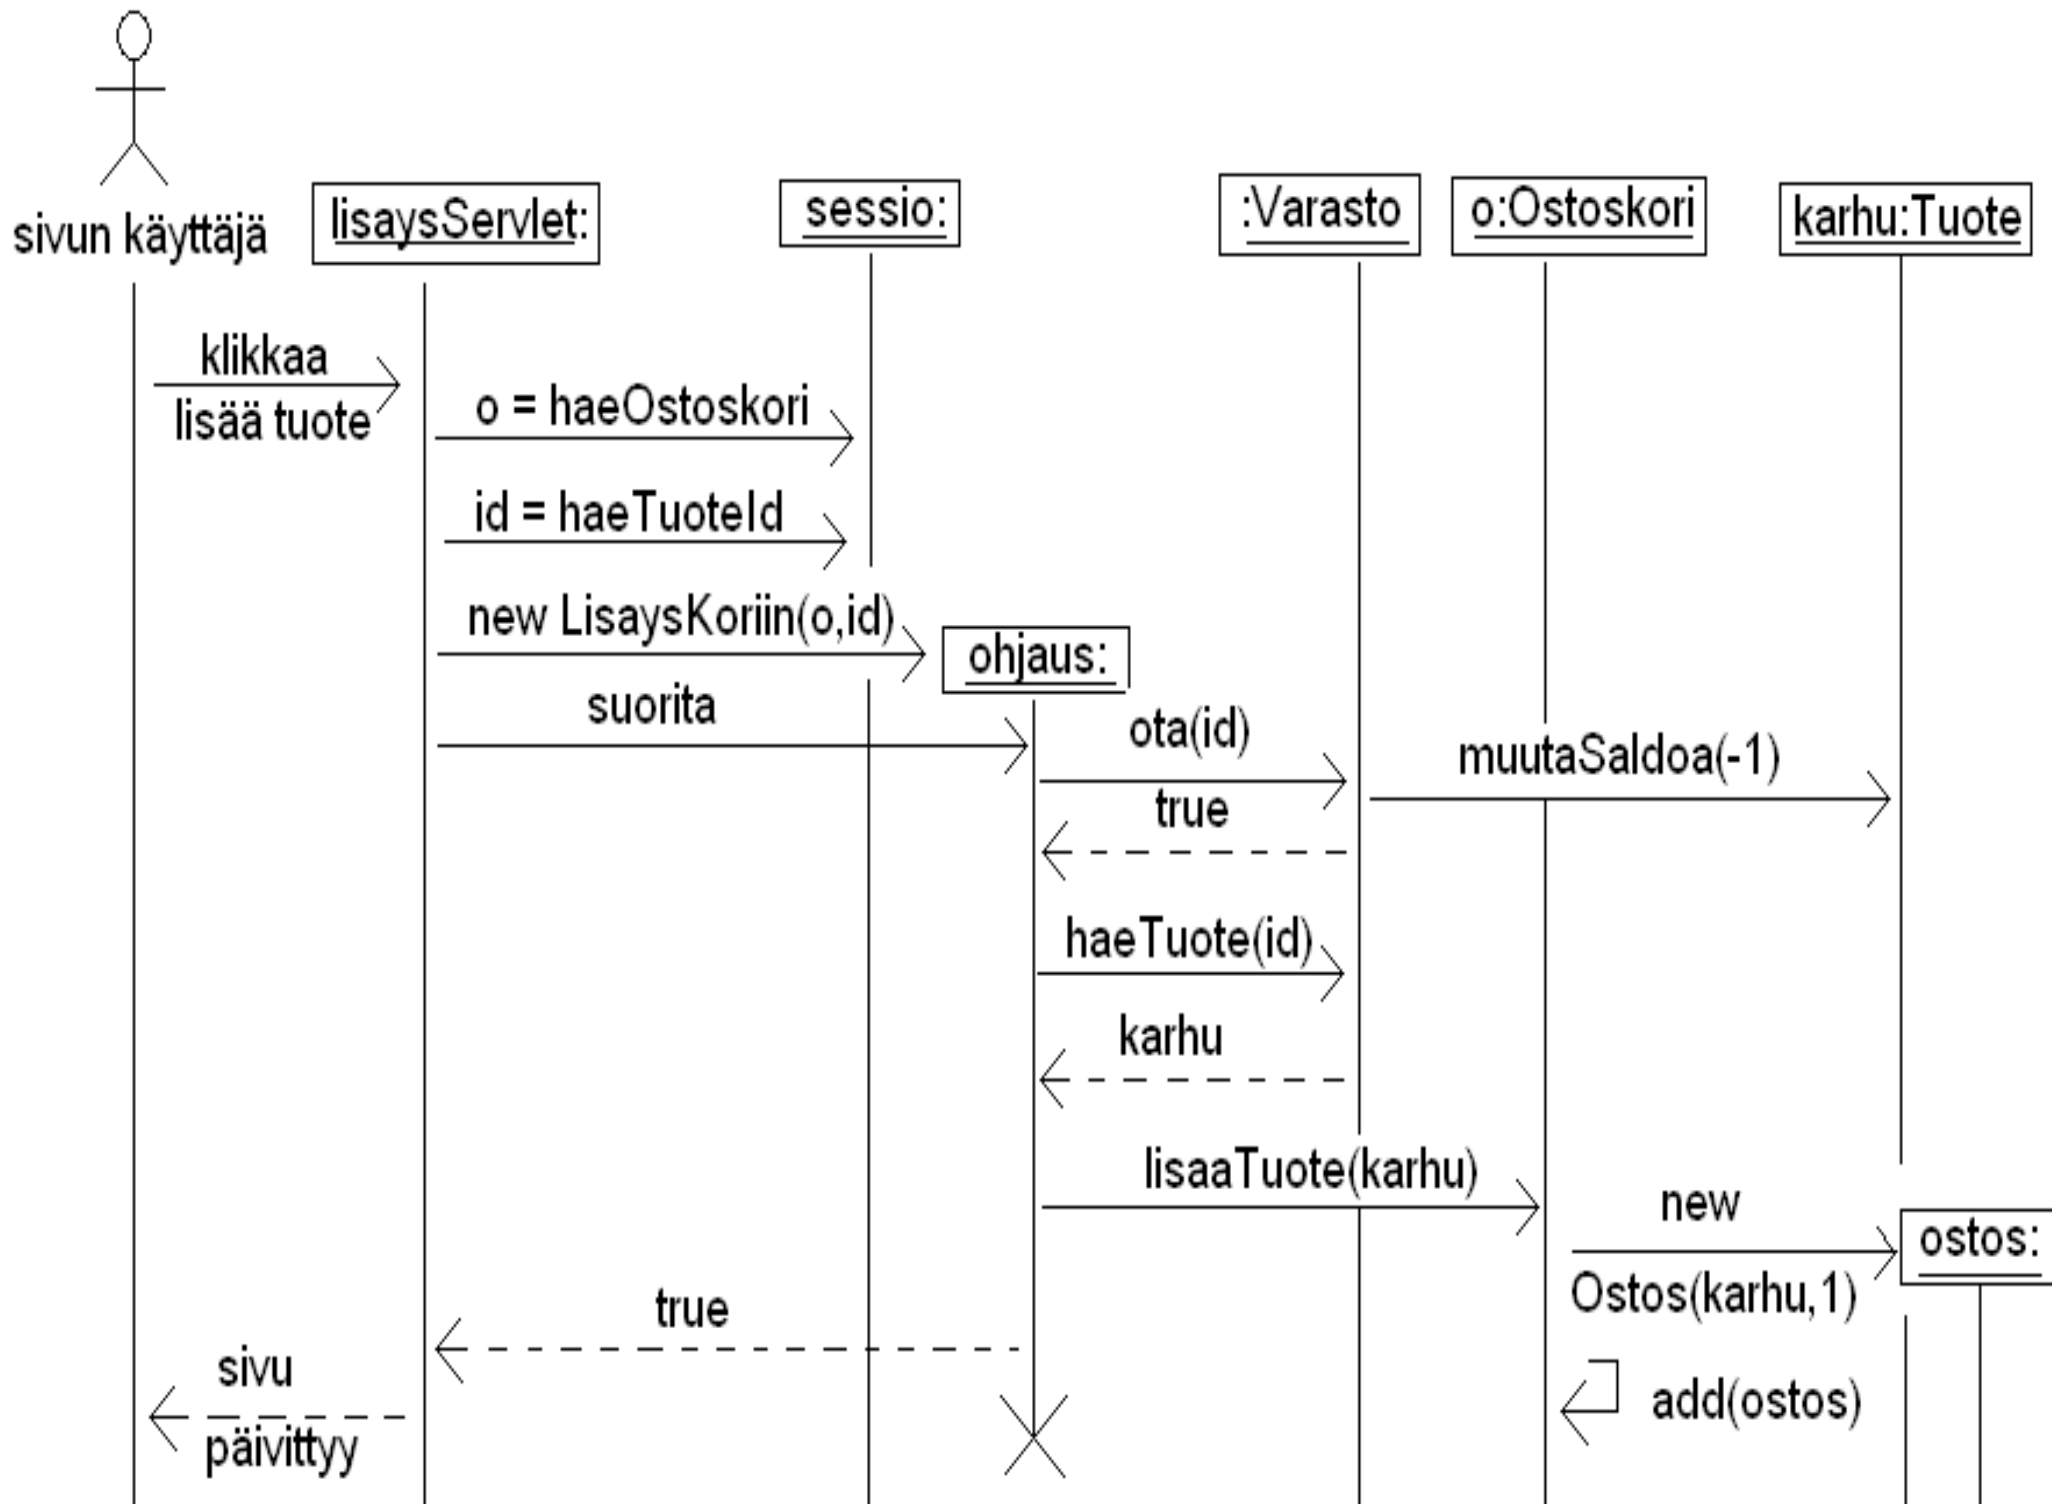 sivun käyttäjä
lisaysServlet:
sessio:
:Varasto
o:Ostoskori
karhu:Tuote
klikkaa
lisää tuote
o = haeOstoskori
id = haeTuoteId
new LisaysKoriin(o,id)
ohjaus:
suorita
ota(id)
muutaSaldoa(-1)
true
haeTuote(id)
karhu
lisaaTuote(karhu)
new
Ostos(karhu,1)
ostos:
true
add(ostos)
sivu
päivittyy